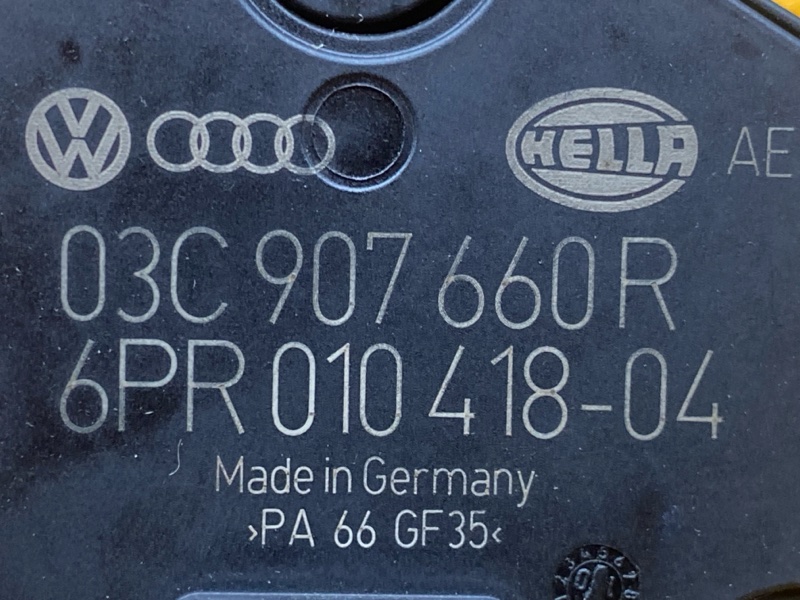 HELLA AE
03C 907 660 R
6PR 010 418-04
Made in Germany
›PA 66 GF35‹